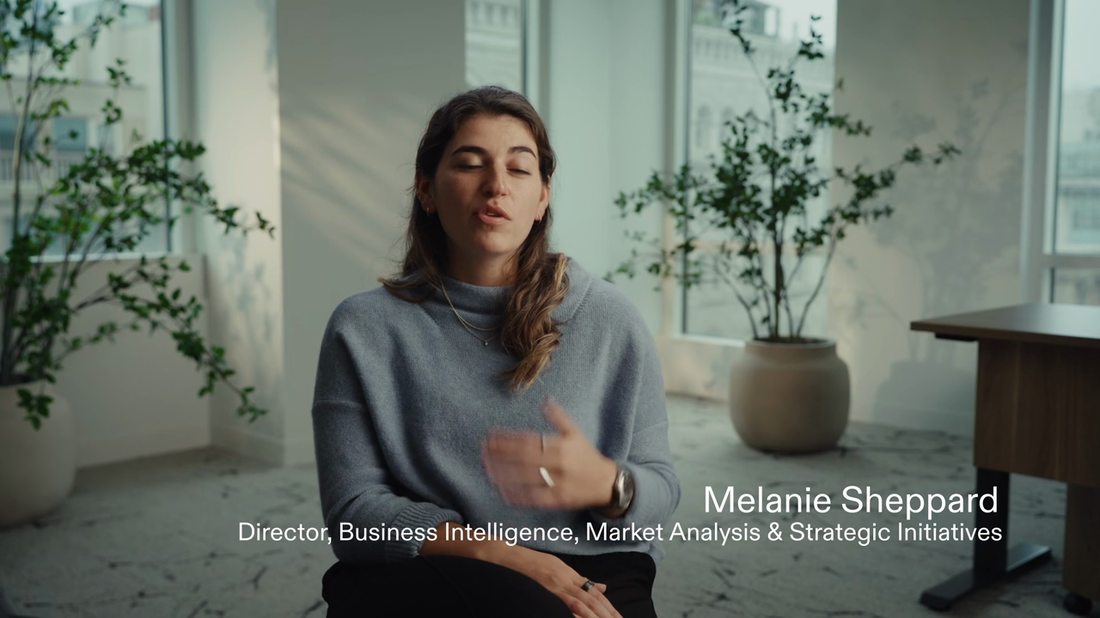 Melanie Sheppard
Director, Business Intelligence, Market Analysis & Strategic Initiatives